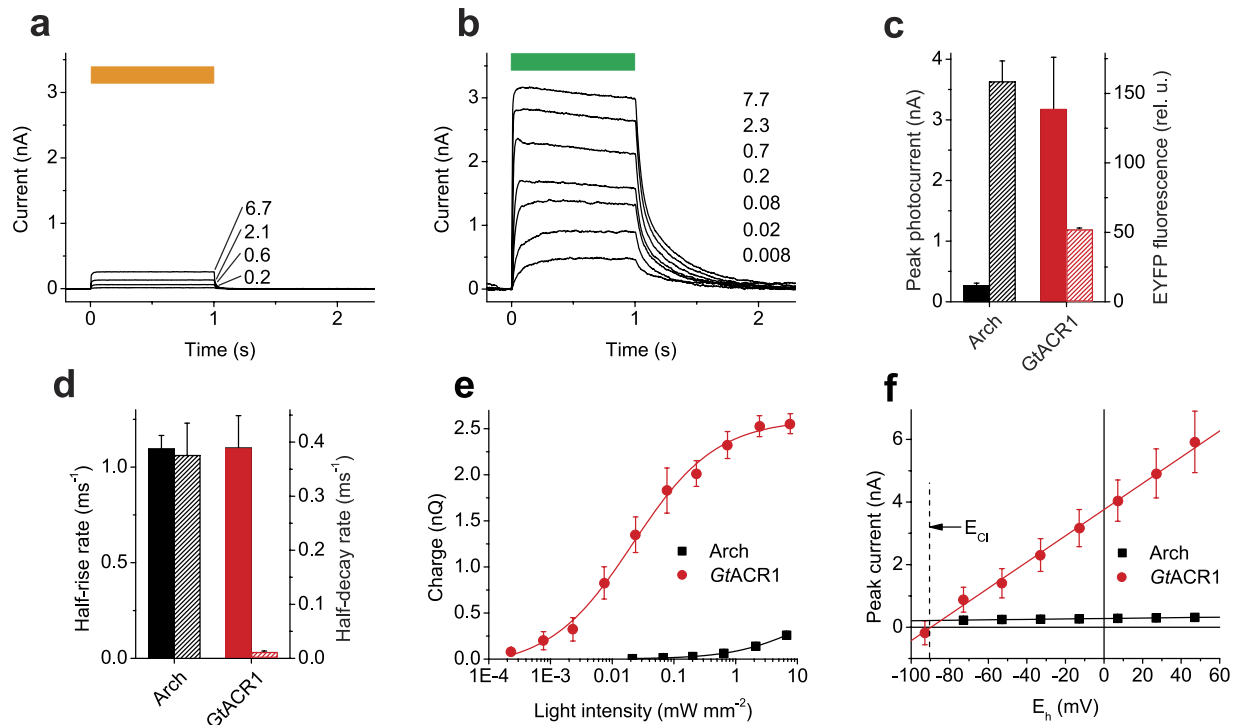 a
Current (nA)
3
2
1
0
6.7
2.1
0.6
0.2
0
1
2
Time (s)
b
Current (nA)
3
2
1
0
7.7
2.3
0.7
0.2
0.08
0.02
0.008
0
1
2
Time (s)
c
Peak photocurrent (nA)
4
3
2
1
0
150
100
50
0
EYFP fluorescence (rel. u.)
Arch
GtACR1
d
Half-rise rate (ms⁻¹)
1.0
0.5
0.0
0.4
0.3
0.2
0.1
0.0
Half-decay rate (ms⁻¹)
Arch
GtACR1
e
Charge (nQ)
2.5
2.0
1.5
1.0
0.5
0.0
Arch
GtACR1
1E-4
1E-3
0.01
0.1
1
10
Light intensity (mW mm⁻²)
f
Peak current (nA)
6
4
2
0
E_Cl
Arch
GtACR1
-100
-80
-60
-40
-20
0
20
40
60
E_h (mV)